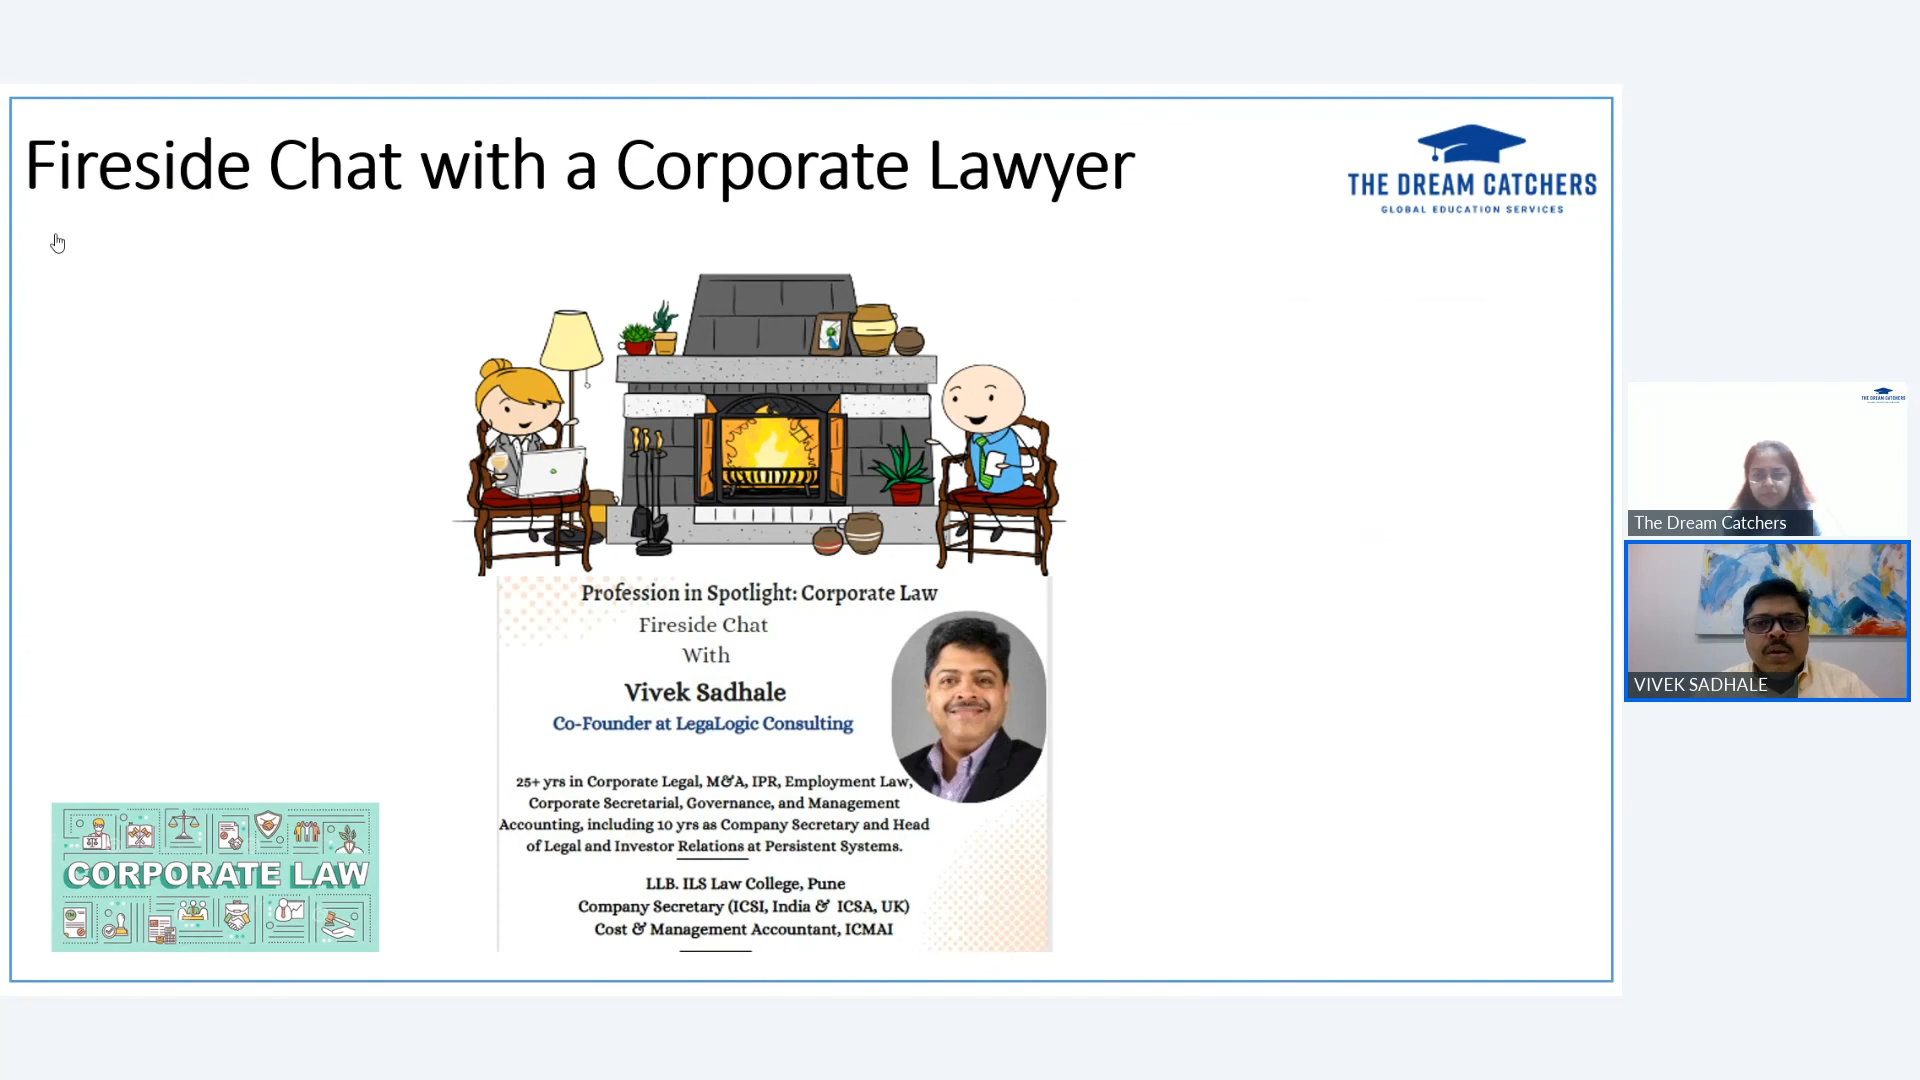 Fireside Chat with a Corporate Lawyer
THE DREAM CATCHERS
GLOBAL EDUCATION SERVICES
Profession in Spotlight: Corporate Law
Fireside Chat
With
Vivek Sadhale
Co-Founder at LegaLogic Consulting
25+ yrs in Corporate Legal, M&A, IPR, Employment Law,
Corporate Secretarial, Governance, and Management
Accounting, including 10 yrs as Company Secretary and Head
of Legal and Investor Relations at Persistent Systems.
LLB. ILS Law College, Pune
Company Secretary (ICSI, India & ICSA, UK)
Cost & Management Accountant, ICMAI
CORPORATE LAW
THE DREAM CATCHERS
The Dream Catchers
VIVEK SADHALE